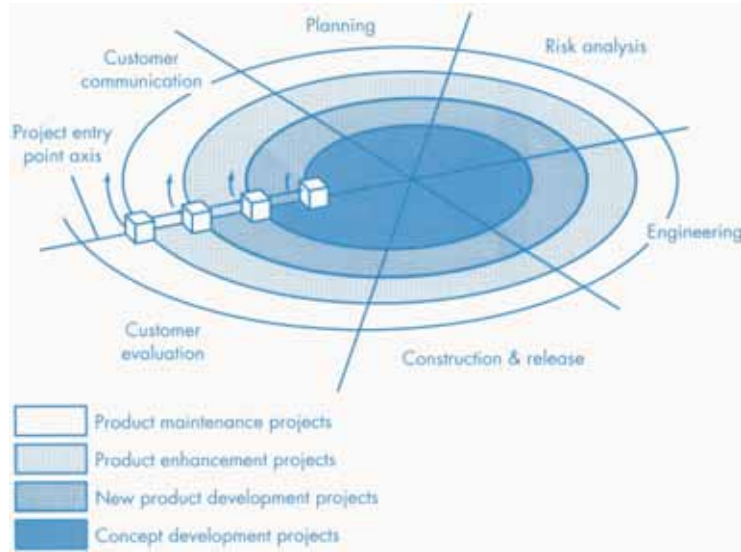 Planning
Risk analysis
Customer
communication
Project entry
point axis
Engineering
Customer
evaluation
Construction & release
Product maintenance projects
Product enhancement projects
New product development projects
Concept development projects